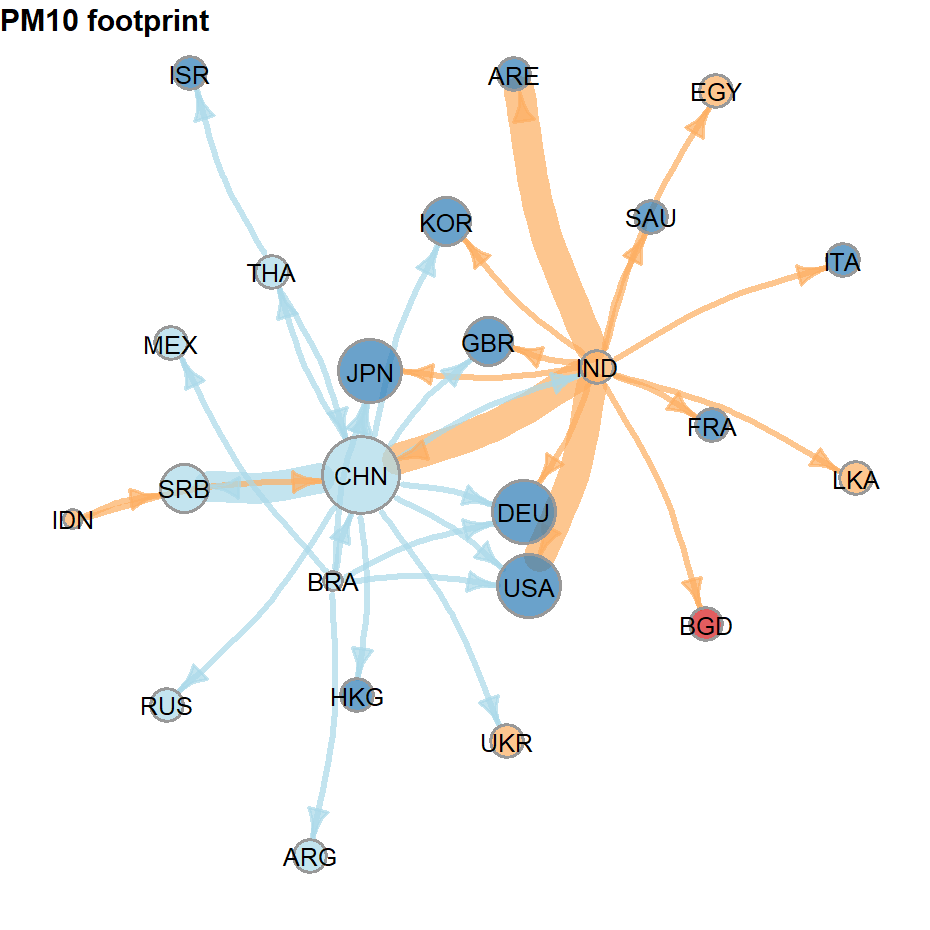 PM10 footprint
ISR
ARE
EGY
KOR
SAU
ITA
THA
MEX
GBR
JPN
IND
FRA
CHN
LKA
SRB
IDN
DEU
BRA
USA
BGD
HKG
RUS
UKR
ARG